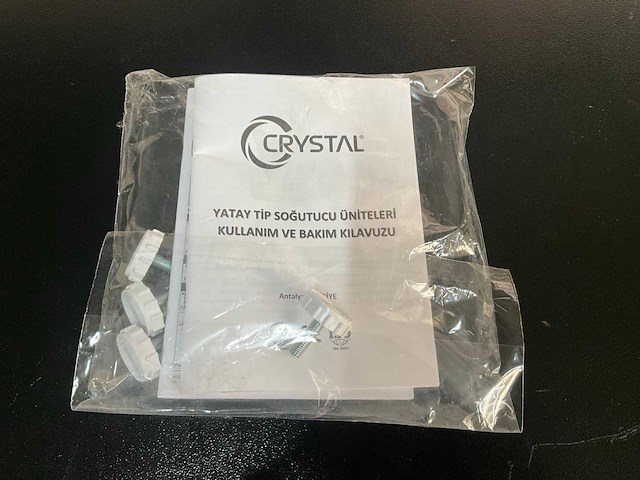 CRYSTAL®
YATAY TİP SOĞUTUCU ÜNİTELERİ
KULLANIM VE BAKIM KILAVUZU